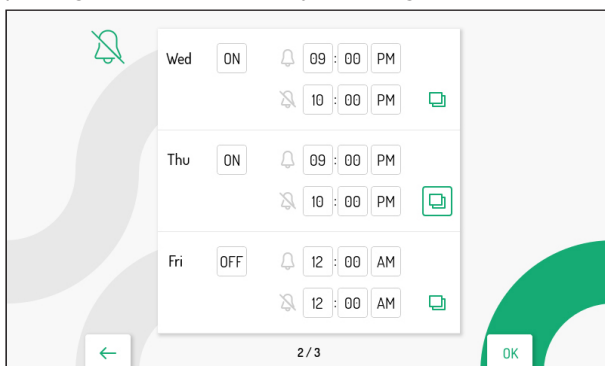 Wed ON 09 : 00 PM
10 : 00 PM
Thu ON 09 : 00 PM
10 : 00 PM
Fri OFF 12 : 00 AM
12 : 00 AM
2/3
OK